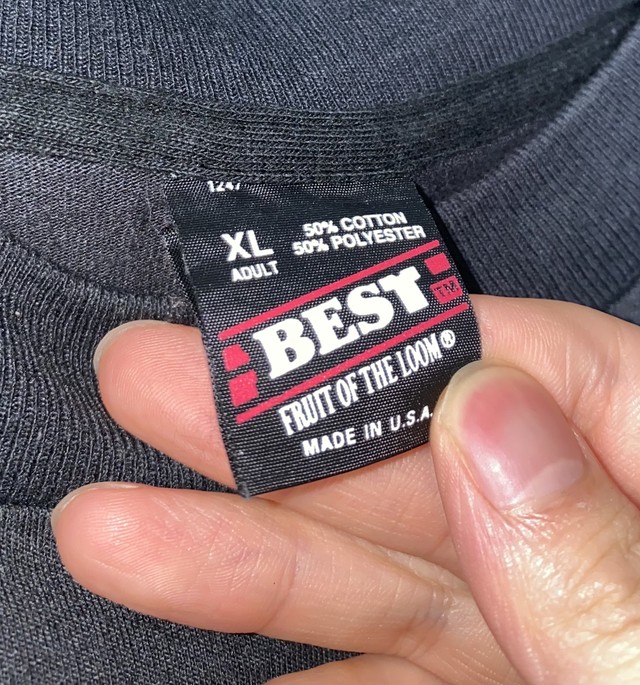 1247
XL
ADULT
50% COTTON
50% POLYESTER
BEST™
FRUIT OF THE LOOM®
MADE IN U.S.A.